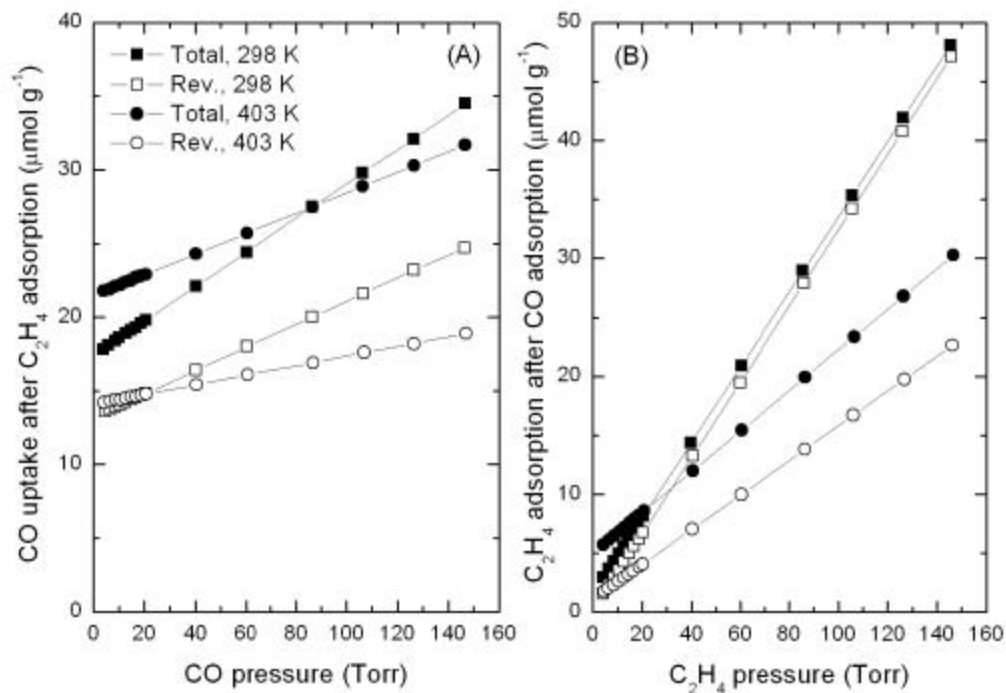 40
30
20
10
0
CO uptake after C₂H₄ adsorption (μmol g⁻¹)
Total, 298 K
Rev., 298 K
Total, 403 K
Rev., 403 K
(A)
0 20 40 60 80 100 120 140 160
CO pressure (Torr)
50
40
30
20
10
0
C₂H₄ adsorption after CO adsorption (μmol g⁻¹)
(B)
0 20 40 60 80 100 120 140 160
C₂H₄ pressure (Torr)